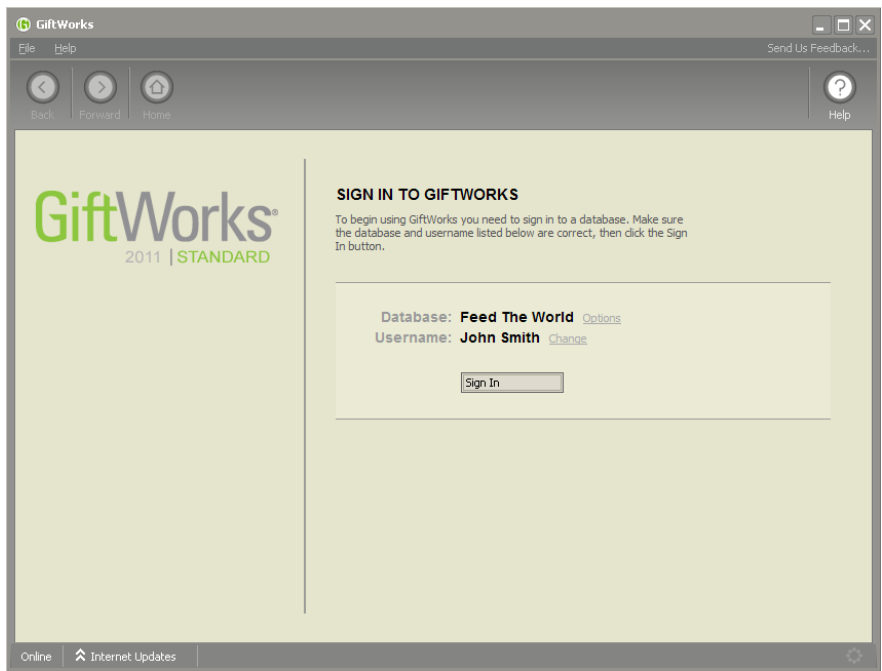 GiftWorks
File Help Send Us Feedback...
Back Forward Home Help
GiftWorks®
2011 | STANDARD
SIGN IN TO GIFTWORKS
To begin using GiftWorks you need to sign in to a database. Make sure
the database and username listed below are correct, then click the Sign
In button.
Database: Feed The World Options
Username: John Smith Change
Sign In
Online Internet Updates